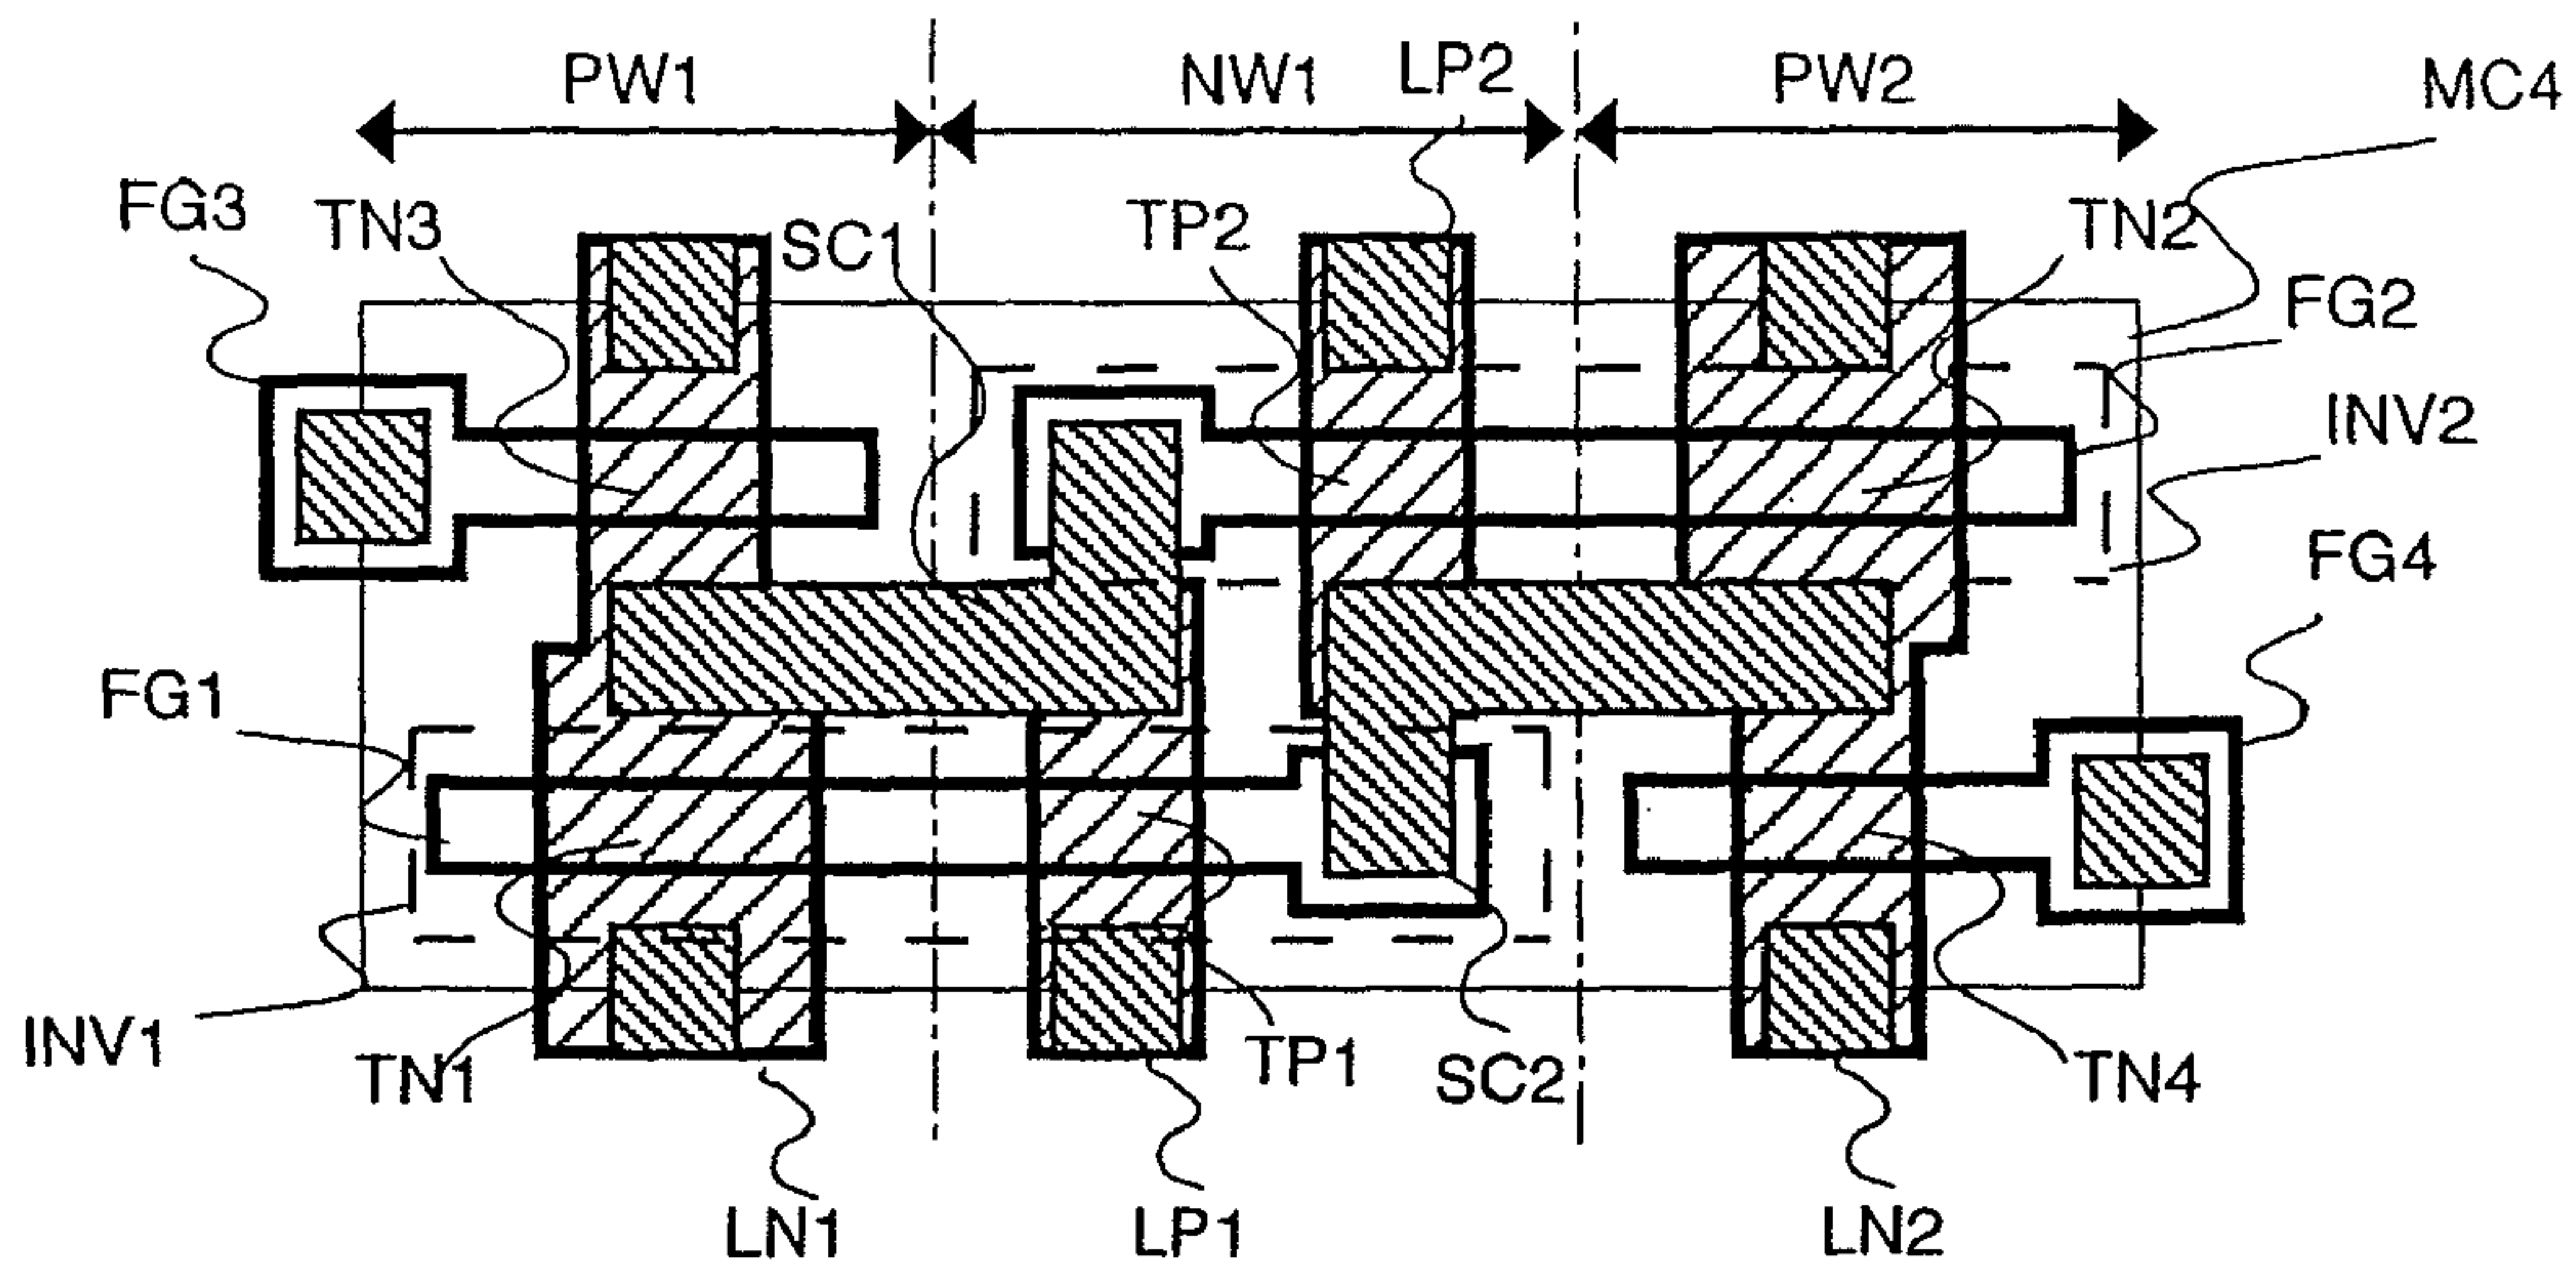 PW1 NW1 LP2 PW2 MC4
FG3 TN3 SC1 TP2 TN2
FG2
INV2
FG4
FG1
INV1 TN1 TP1 SC2 TN4
LN1 LP1 LN2